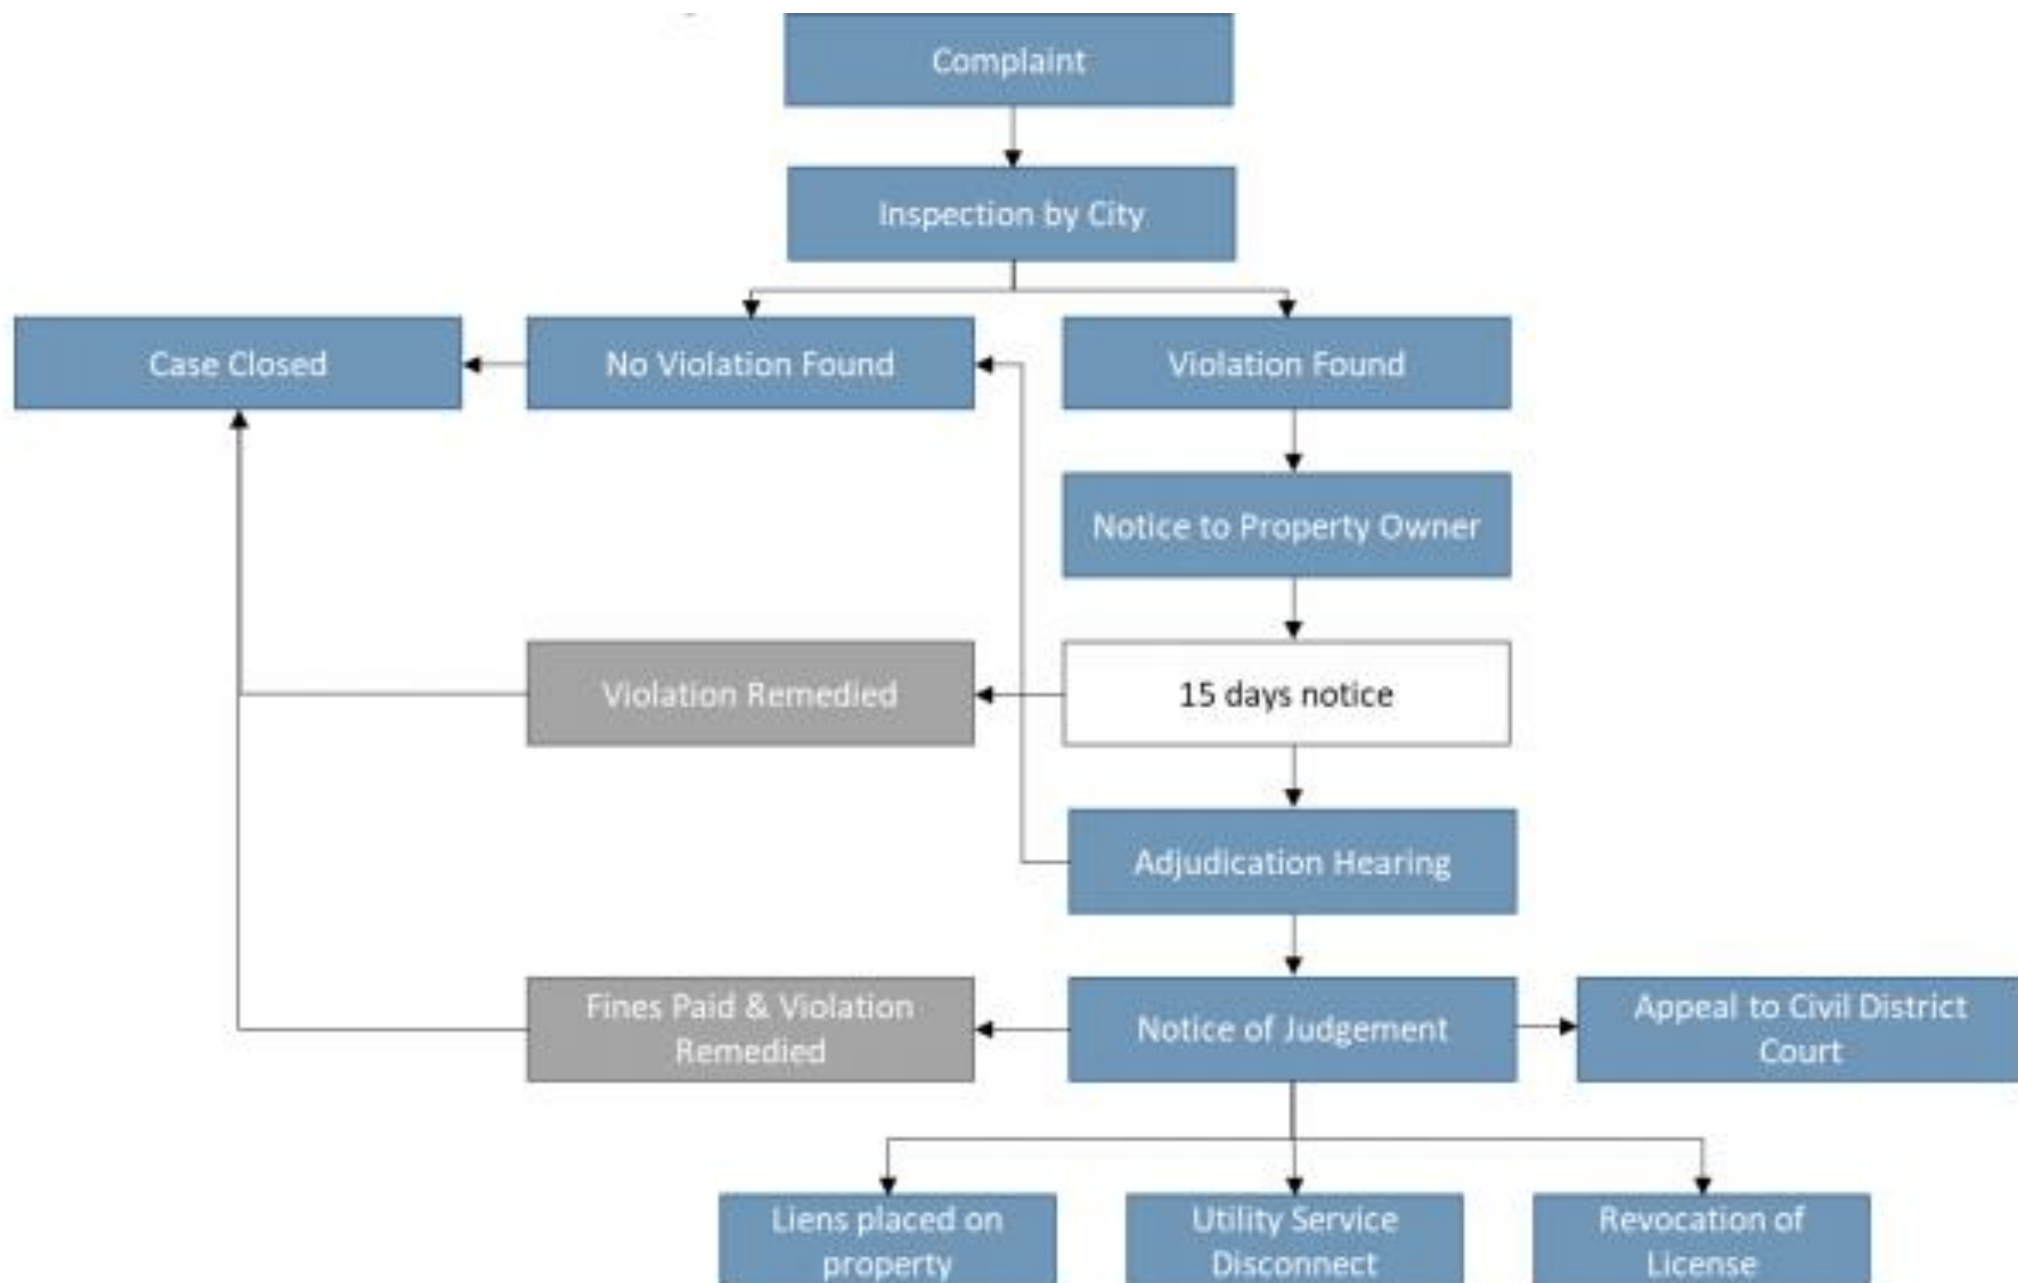 Complaint
Inspection by City
Case Closed
No Violation Found
Violation Found
Notice to Property Owner
Violation Remedied
15 days notice
Adjudication Hearing
Fines Paid & Violation
Remedied
Notice of Judgement
Appeal to Civil District
Court
Liens placed on
property
Utility Service
Disconnect
Revocation of
License